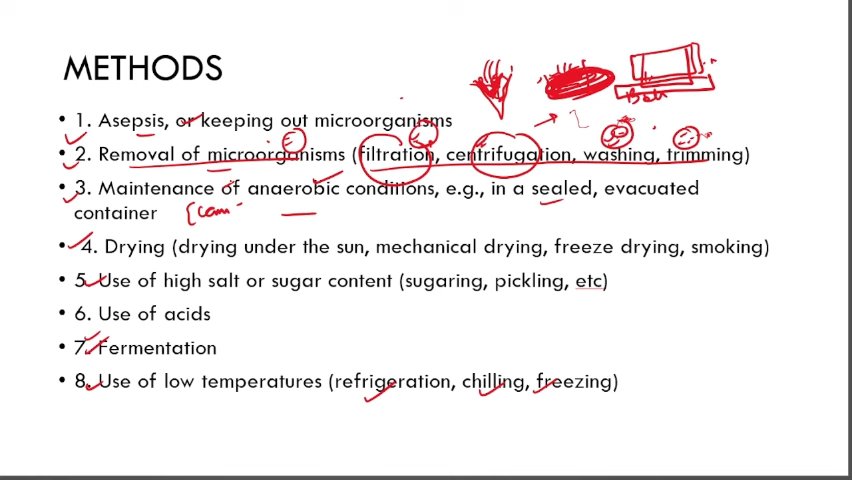 METHODS
• 1. Asepsis, or keeping out microorganisms
• 2. Removal of microorganisms (filtration, centrifugation, washing, trimming)
• 3. Maintenance of anaerobic conditions, e.g., in a sealed, evacuated
container
• 4. Drying (drying under the sun, mechanical drying, freeze drying, smoking)
• 5. Use of high salt or sugar content (sugaring, pickling, etc)
• 6. Use of acids
• 7. Fermentation
• 8. Use of low temperatures (refrigeration, chilling, freezing)